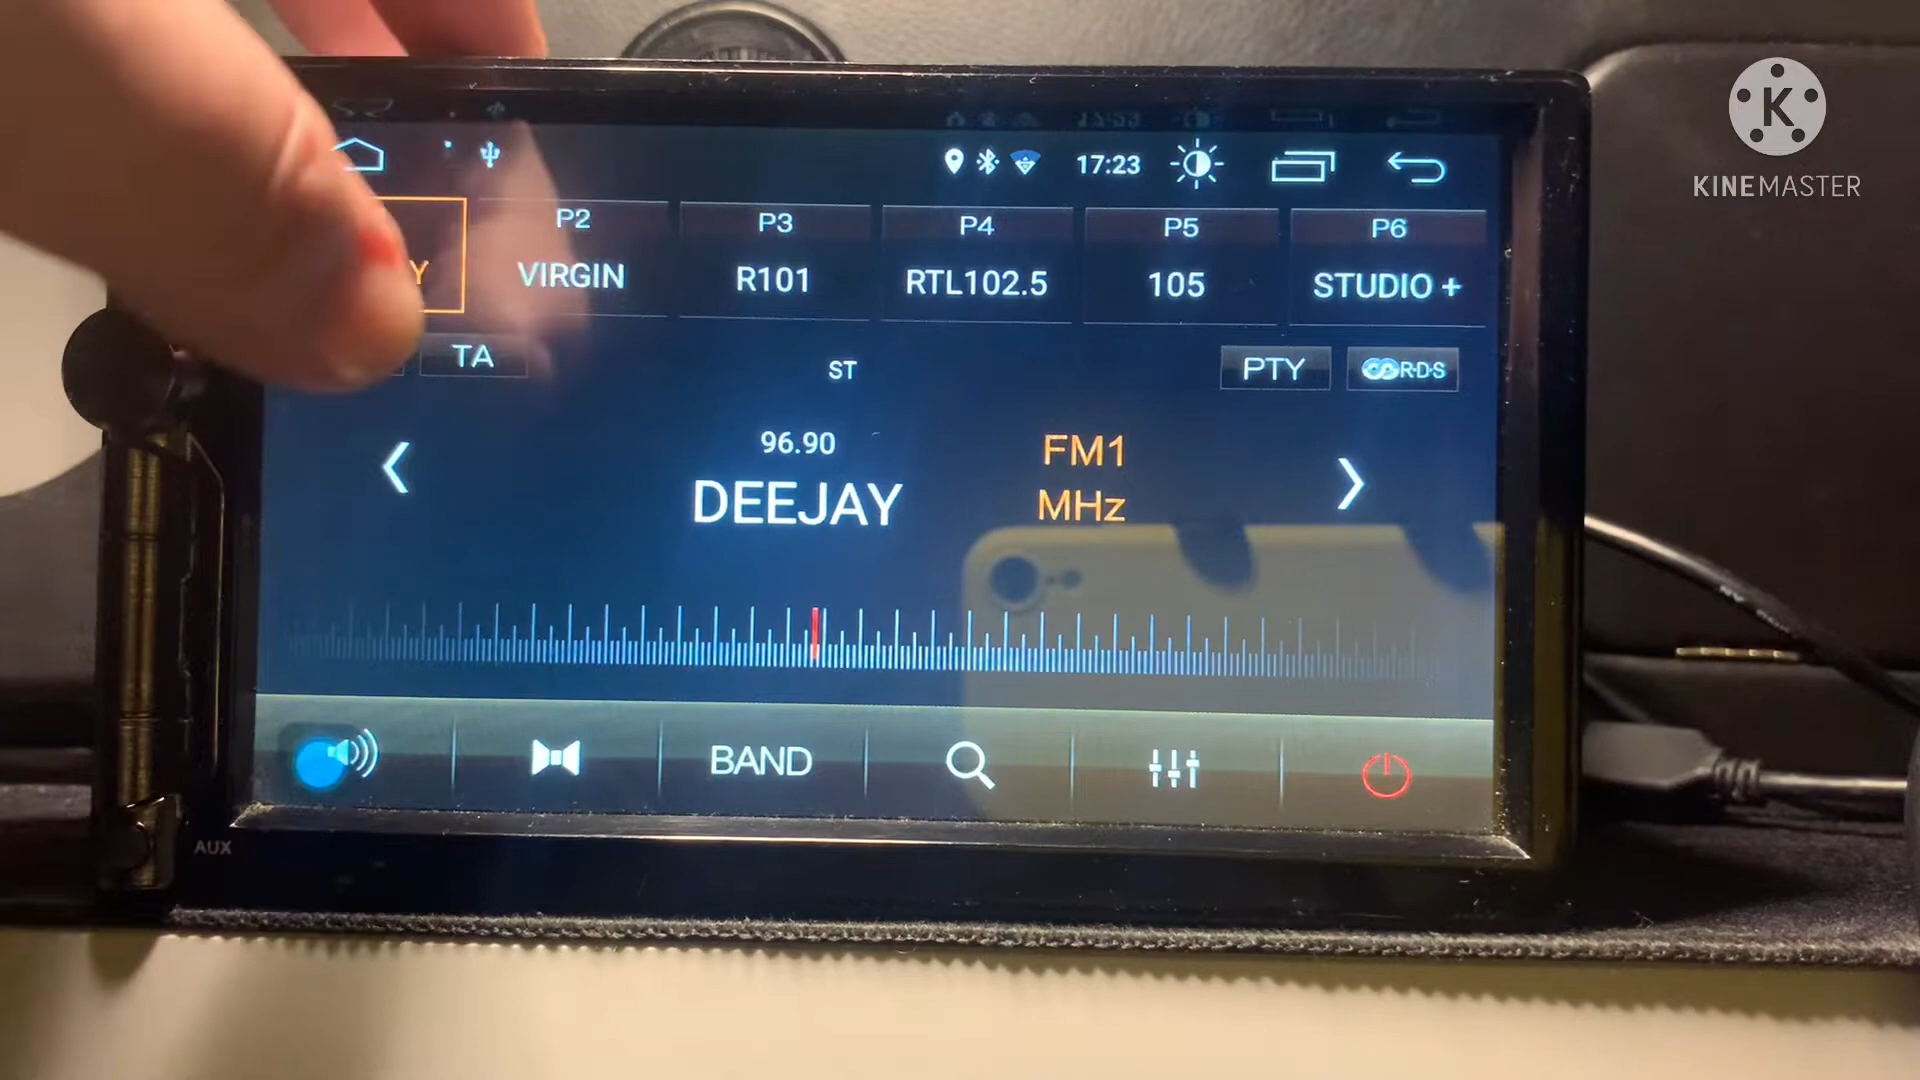 K
KINEMASTER
17:23
P2 P3 P4 P5 P6
Y VIRGIN R101 RTL102.5 105 STUDIO +
TA ST PTY R·D·S
96.90 FM1
DEEJAY MHz
BAND
AUX